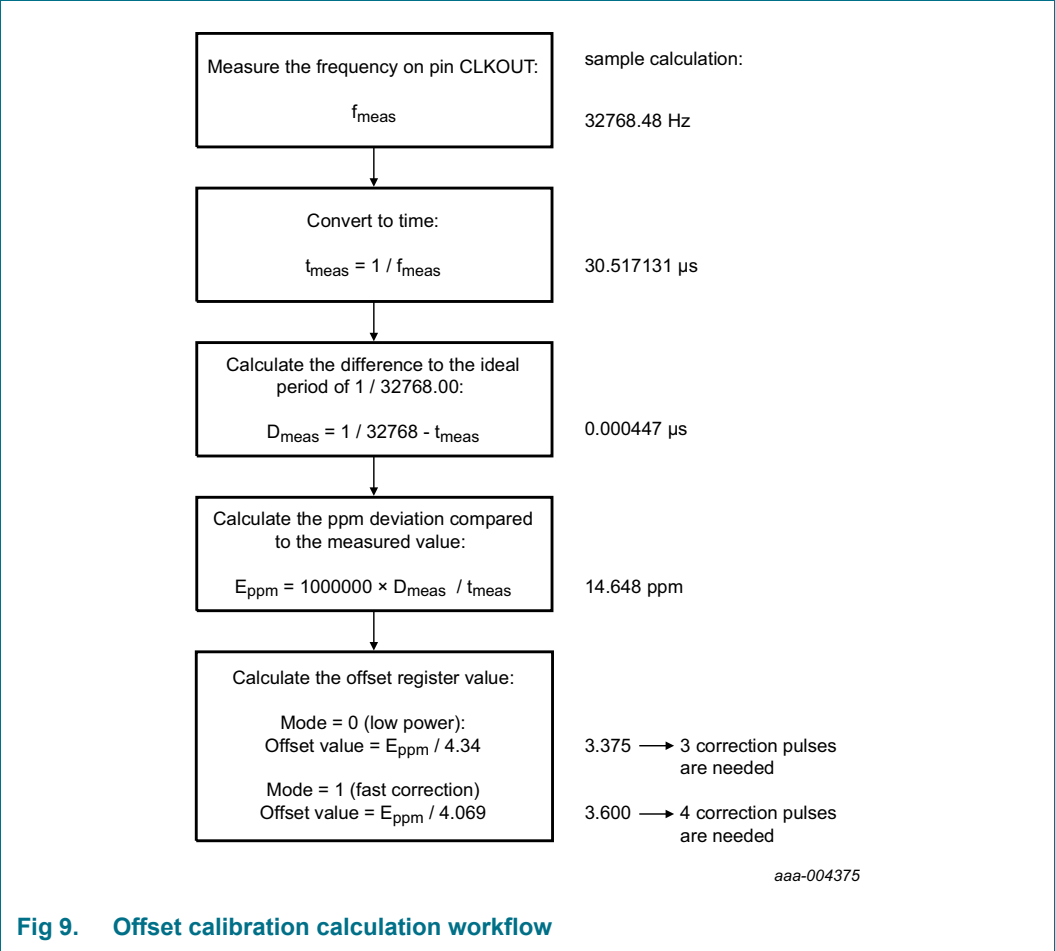 Measure the frequency on pin CLKOUT:
fmeas
sample calculation:
32768.48 Hz
Convert to time:
tmeas = 1 / fmeas
30.517131 µs
Calculate the difference to the ideal
period of 1 / 32768.00:
Dmeas = 1 / 32768 - tmeas
0.000447 µs
Calculate the ppm deviation compared
to the measured value:
Eppm = 1000000 × Dmeas / tmeas
14.648 ppm
Calculate the offset register value:
Mode = 0 (low power):
Offset value = Eppm / 4.34
3.375 → 3 correction pulses
are needed
Mode = 1 (fast correction)
Offset value = Eppm / 4.069
3.600 → 4 correction pulses
are needed
aaa-004375
Fig 9. Offset calibration calculation workflow